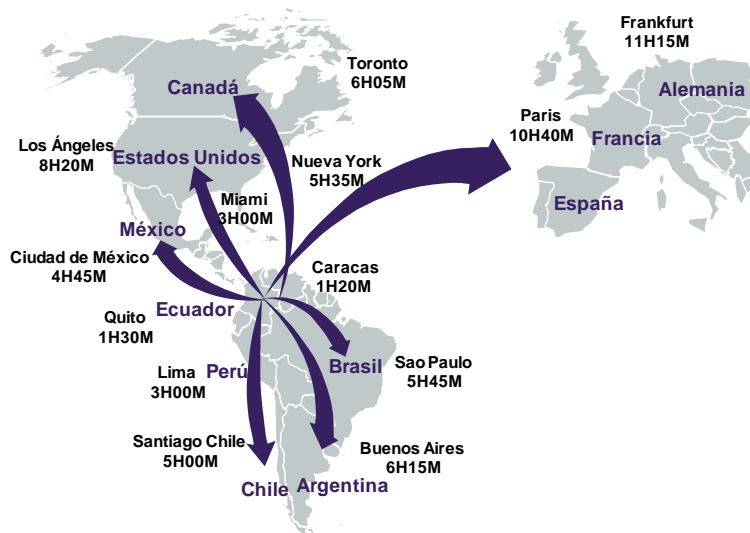 Frankfurt
11H15M
Toronto
6H05M
Canadá
Alemania
Paris
10H40M
Francia
Los Ángeles
8H20M
Estados Unidos
Nueva York
5H35M
Miami
3H00M
España
México
Ciudad de México
4H45M
Caracas
1H20M
Ecuador
Quito
1H30M
Lima
3H00M
Perú
Brasil
Sao Paulo
5H45M
Santiago Chile
5H00M
Buenos Aires
6H15M
Chile
Argentina